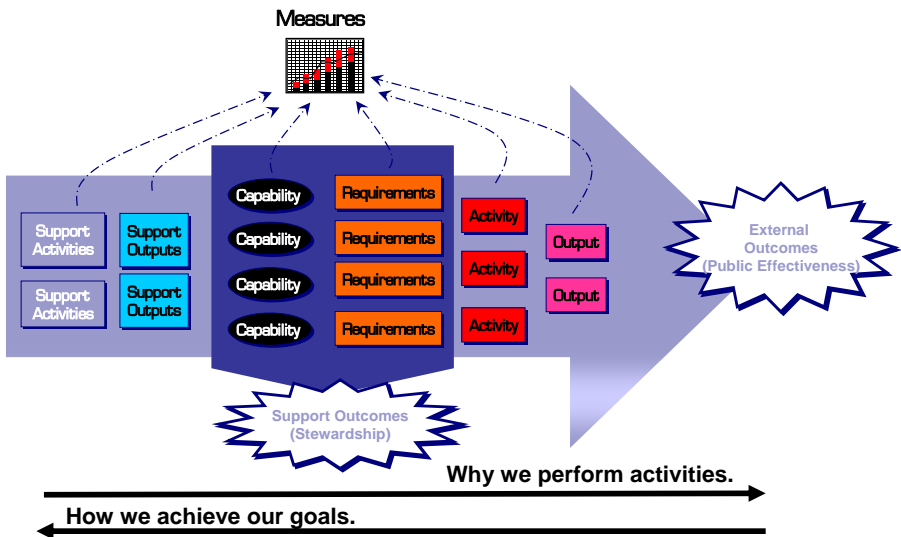 Measures
Support
Activities
Support
Outputs
Capability
Requirements
Activity
Output
Support
Activities
Support
Outputs
Capability
Requirements
Activity
Output
Capability
Requirements
Activity
Capability
Requirements
External
Outcomes
(Public Effectiveness)
Support Outcomes
(Stewardship)
Why we perform activities.
How we achieve our goals.